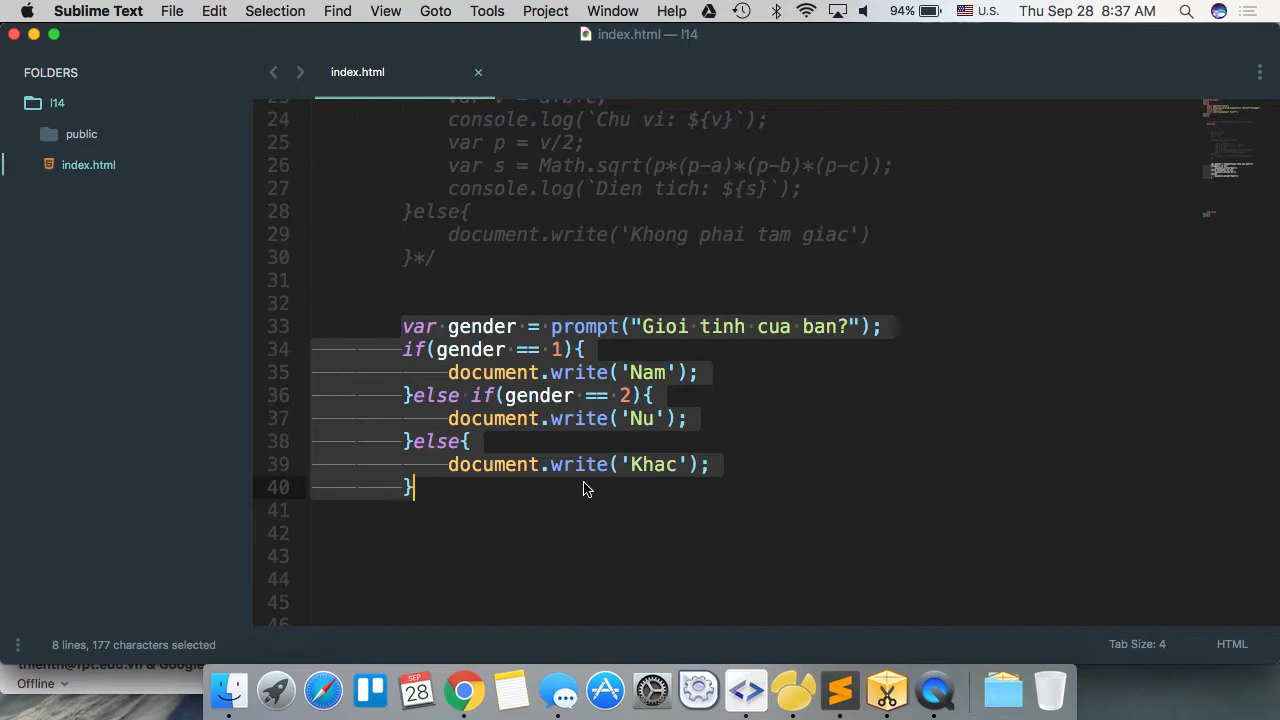 Sublime Text File Edit Selection Find View Goto Tools Project Window Help 94% U.S. Thu Sep 28 8:37 AM
index.html — l14
FOLDERS
l14
public
index.html
index.html ×
24 console.log(`Chu vi: ${v}`);
25 var p = v/2;
26 var s = Math.sqrt(p*(p-a)*(p-b)*(p-c));
27 console.log(`Dien tich: ${s}`);
28 }else{
29 document.write('Khong phai tam giac')
30 }*/
31
32
33 var gender = prompt("Gioi tinh cua ban?");
34 if(gender == 1){
35 document.write('Nam');
36 }else if(gender == 2){
37 document.write('Nu');
38 }else{
39 document.write('Khac');
40 }
41
42
43
44
45
8 lines, 177 characters selected Tab Size: 4 HTML
Offline
SEP
28